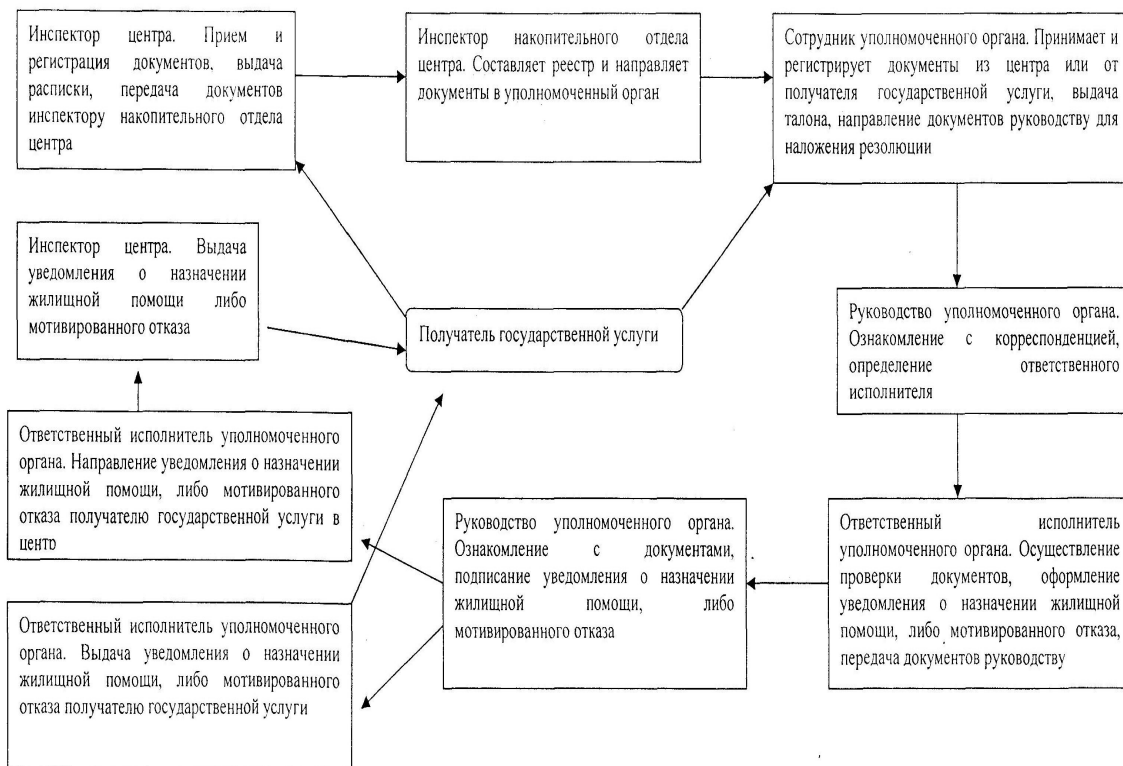 Инспектор центра. Прием и
регистрация документов, выдача
расписки, передача документов
инспектору накопительного отдела
центра
Инспектор накопительного отдела
центра. Составляет реестр и направляет
документы в уполномоченный орган
Сотрудник уполномоченного органа. Принимает и
регистрирует документы из центра или от
получателя государственной услуги, выдача
талона, направление документов руководству для
наложения резолюции
Инспектор центра. Выдача
уведомления о назначении
жилищной помощи либо
мотивированного отказа
Получатель государственной услуги
Руководство уполномоченного органа.
Ознакомление с корреспонденцией,
определение ответственного
исполнителя
Ответственный исполнитель уполномоченного
органа. Направление уведомления о назначении
жилищной помощи, либо мотивированного
отказа получателю государственной услуги в
центр
Руководство уполномоченного органа.
Ознакомление с документами,
подписание уведомления о назначении
жилищной помощи, либо
мотивированного отказа
Ответственный исполнитель
уполномоченного органа. Осуществление
проверки документов, оформление
уведомления о назначении жилищной
помощи, либо мотивированного отказа,
передача документов руководству
Ответственный исполнитель уполномоченного
органа. Выдача уведомления о назначении
жилищной помощи, либо мотивированного
отказа получателю государственной услуги